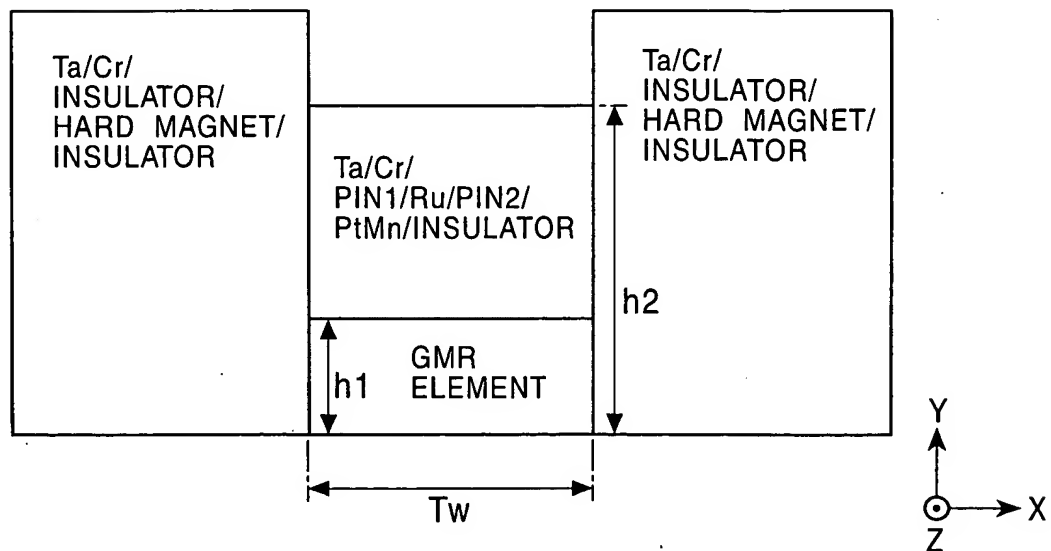 Ta/Cr/
INSULATOR/
HARD MAGNET/
INSULATOR
Ta/Cr/
PIN1/Ru/PIN2/
PtMn/INSULATOR
Ta/Cr/
INSULATOR/
HARD MAGNET/
INSULATOR
h2
h1
GMR
ELEMENT
Tw
Y
X
Z